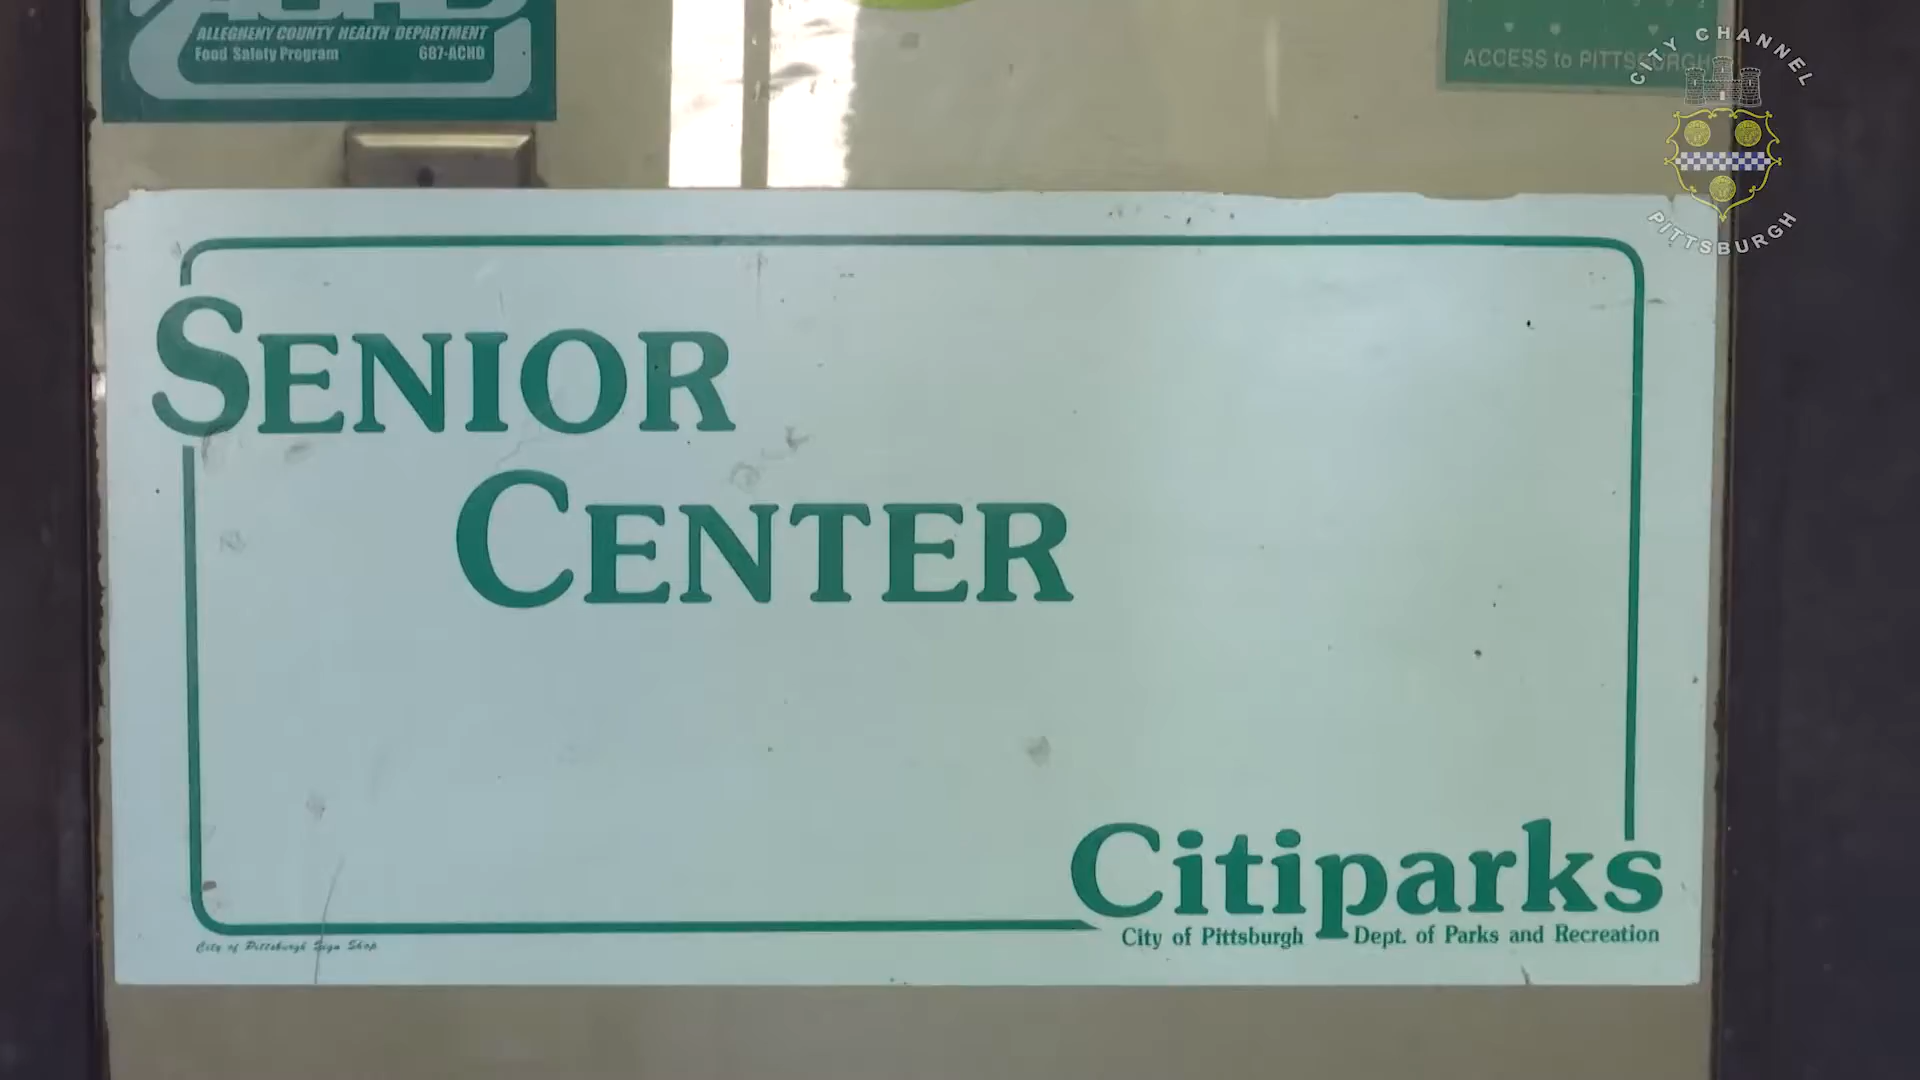 ALLEGHENY COUNTY HEALTH DEPARTMENT
Food Safety Program 687-ACHD
ACCESS to PITTSBURGH
CITY CHANNEL
PITTSBURGH
SENIOR
CENTER
Citiparks
City of Pittsburgh Dept. of Parks and Recreation
City of Pittsburgh Sign Shop